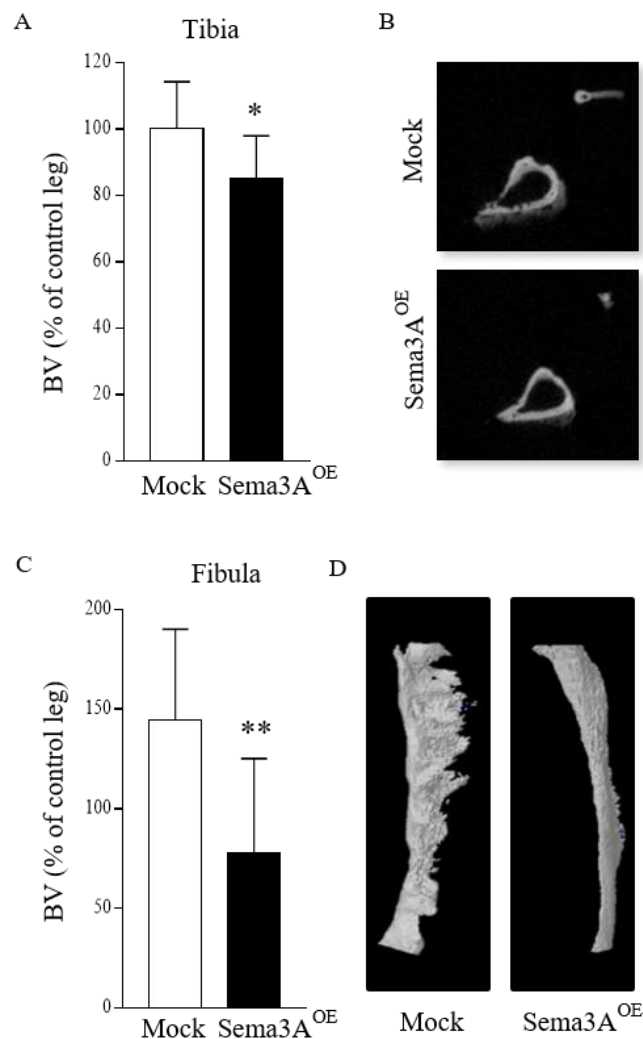 A
Tibia
BV (% of control leg)
120
100
80
60
40
20
0
*
Mock
Sema3A^OE
B
Mock
Sema3A^OE
C
Fibula
BV (% of control leg)
200
150
100
50
0
**
Mock
Sema3A^OE
D
Mock
Sema3A^OE